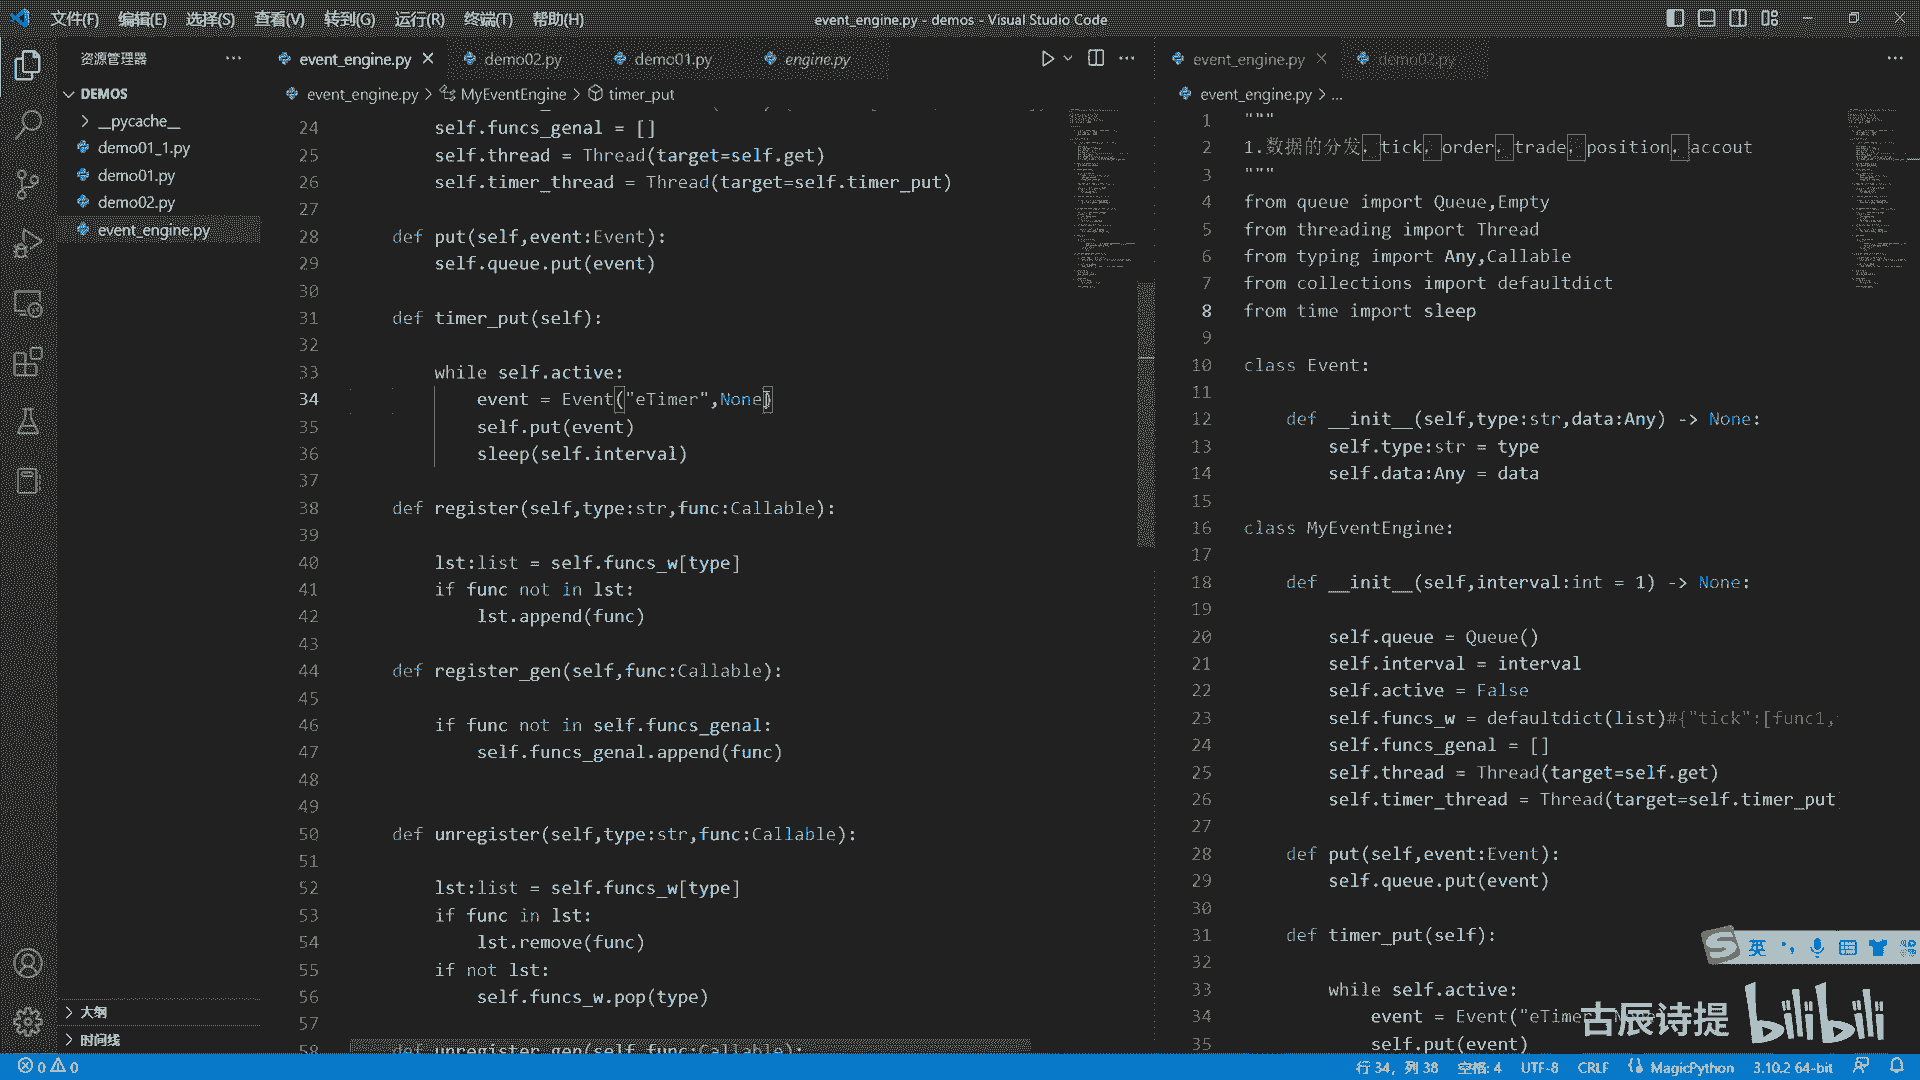 文件(F) 编辑(E) 选择(S) 查看(V) 转到(G) 运行(R) 终端(T) 帮助(H)
event_engine.py - demos - Visual Studio Code
资源管理器
DEMOS
__pycache__
demo01_1.py
demo01.py
demo02.py
event_engine.py
大纲
时间线
event_engine.py demo02.py demo01.py engine.py
event_engine.py > MyEventEngine > timer_put
24 self.funcs_genal = []
25 self.thread = Thread(target=self.get)
26 self.timer_thread = Thread(target=self.timer_put)
27
28 def put(self,event:Event):
29 self.queue.put(event)
30
31 def timer_put(self):
32
33 while self.active:
34 event = Event("eTimer",None)
35 self.put(event)
36 sleep(self.interval)
37
38 def register(self,type:str,func:Callable):
39
40 lst:list = self.funcs_w[type]
41 if func not in lst:
42 lst.append(func)
43
44 def register_gen(self,func:Callable):
45
46 if func not in self.funcs_genal:
47 self.funcs_genal.append(func)
48
49
50 def unregister(self,type:str,func:Callable):
51
52 lst:list = self.funcs_w[type]
53 if func in lst:
54 lst.remove(func)
55 if not lst:
56 self.funcs_w.pop(type)
57
58 def unregister_gen(self,func:Callable):
event_engine.py demo02.py
event_engine.py > ...
1 """
2 1.数据的分发，tick，order，trade，position，accout
3 """
4 from queue import Queue,Empty
5 from threading import Thread
6 from typing import Any,Callable
7 from collections import defaultdict
8 from time import sleep
9
10 class Event:
11
12 def __init__(self,type:str,data:Any) -> None:
13 self.type:str = type
14 self.data:Any = data
15
16 class MyEventEngine:
17
18 def __init__(self,interval:int = 1) -> None:
19
20 self.queue = Queue()
21 self.interval = interval
22 self.active = False
23 self.funcs_w = defaultdict(list)#{"tick":[func1,
24 self.funcs_genal = []
25 self.thread = Thread(target=self.get)
26 self.timer_thread = Thread(target=self.timer_put
27
28 def put(self,event:Event):
29 self.queue.put(event)
30
31 def timer_put(self):
32
33 while self.active:
34 event = Event("eTimer
35 self.put(event)
英
古辰诗提 bilibili
0 0
行 34，列 38 空格: 4 UTF-8 CRLF MagicPython 3.10.2 64-bit